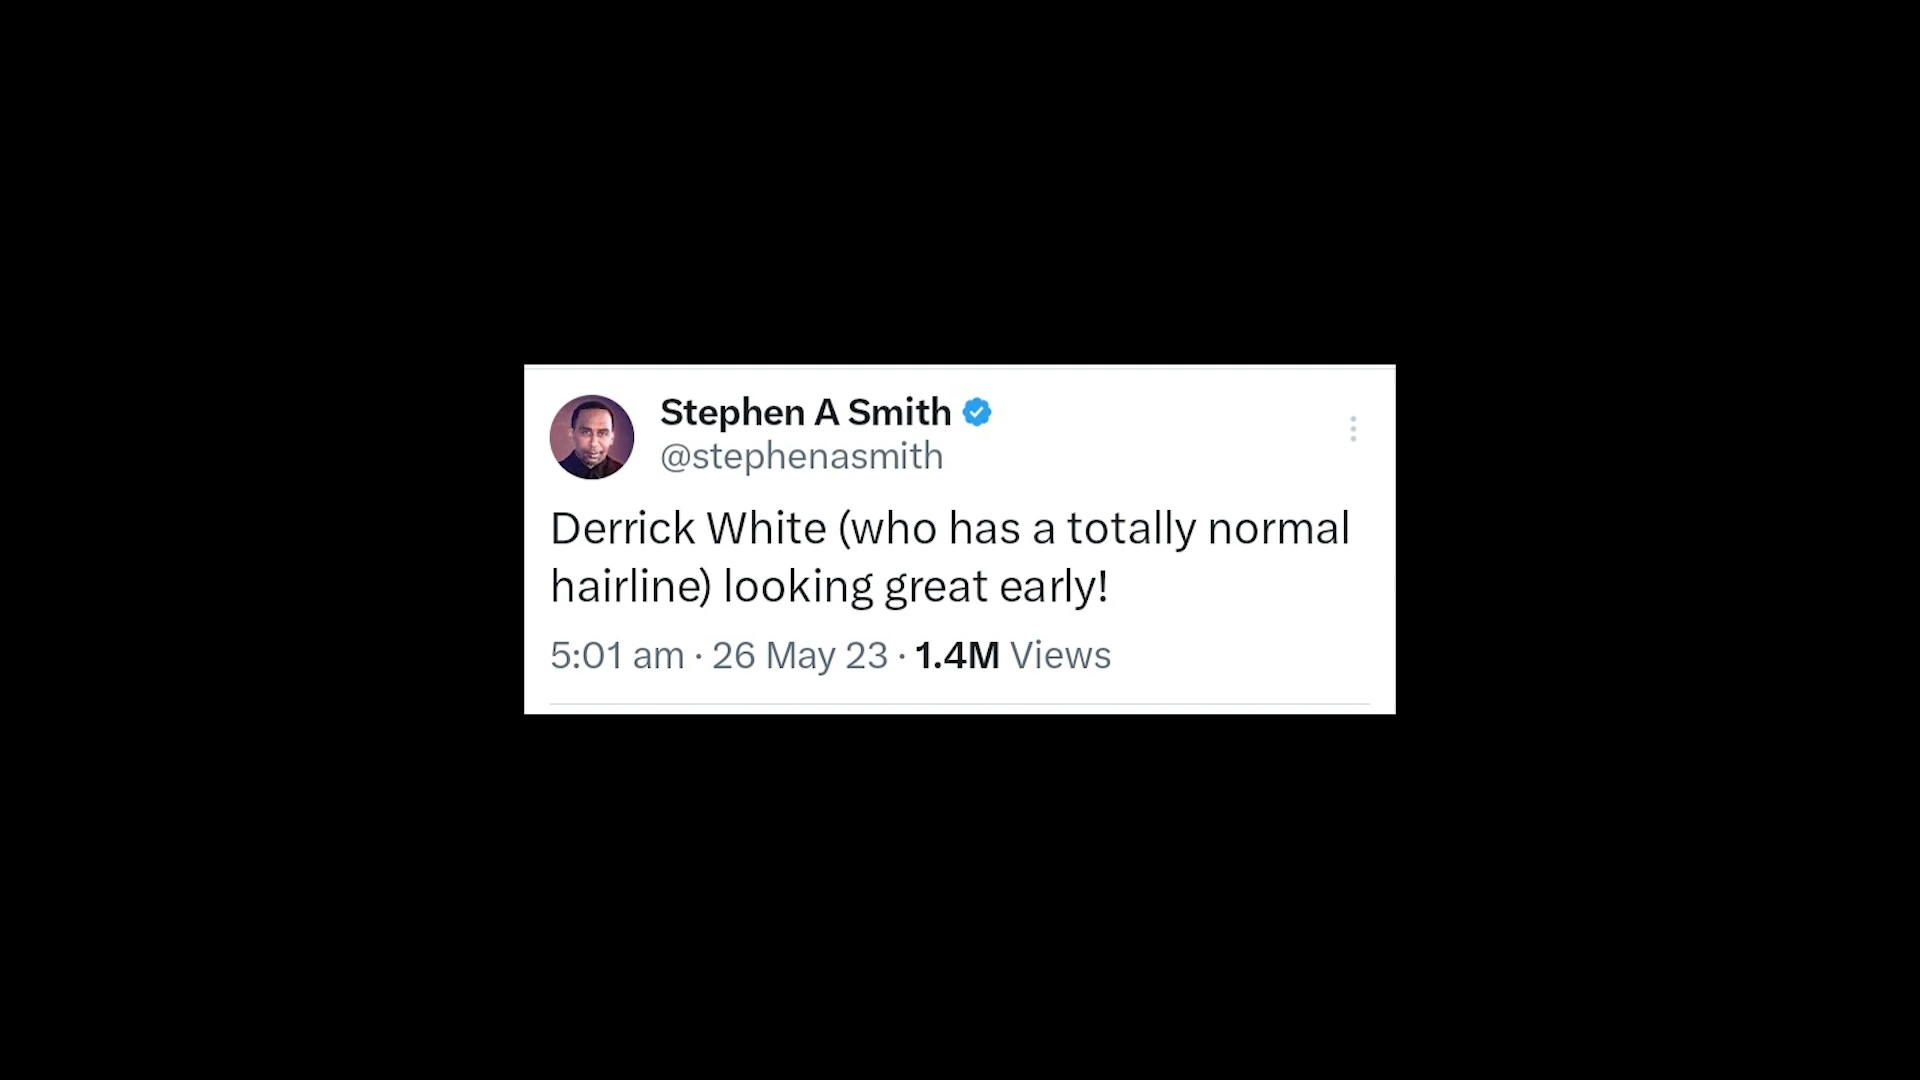 Stephen A Smith
@stephenasmith
Derrick White (who has a totally normal
hairline) looking great early!
5:01 am · 26 May 23 · 1.4M Views